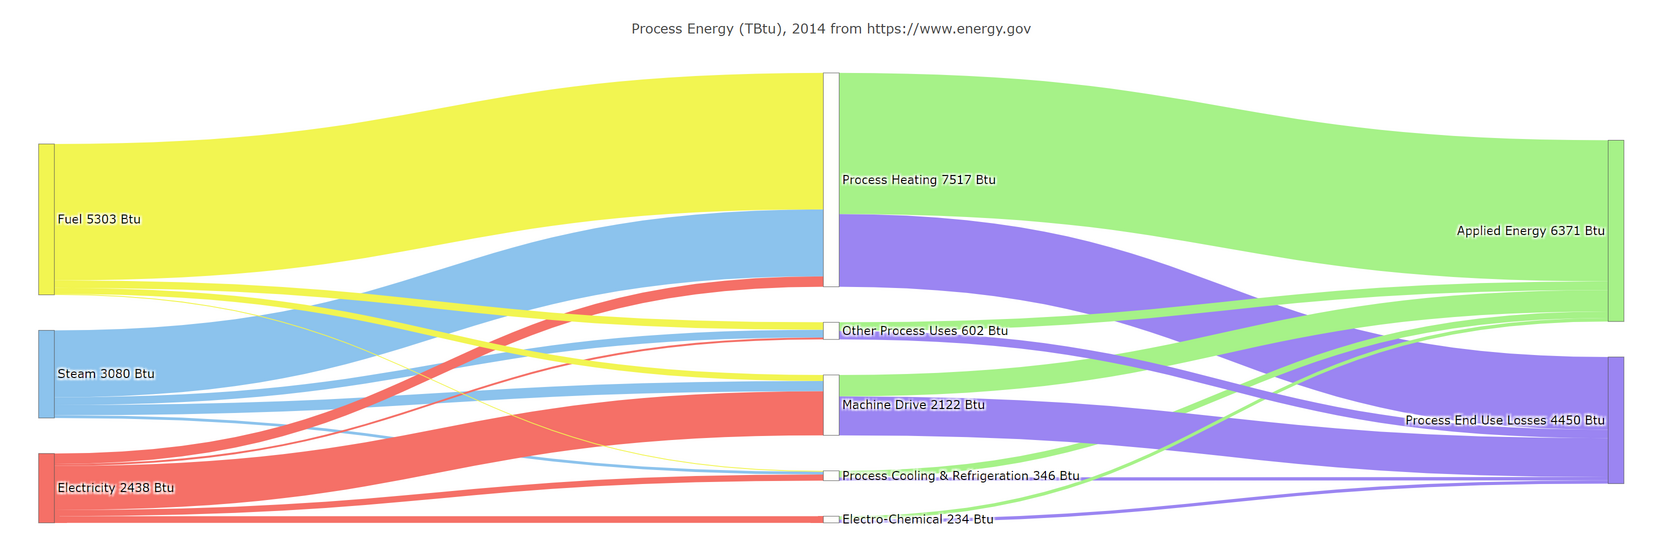 Process Energy (TBtu), 2014 from https://www.energy.gov
Fuel 5303 Btu
Steam 3080 Btu
Electricity 2438 Btu
Process Heating 7517 Btu
Other Process Uses 602 Btu
Machine Drive 2122 Btu
Process Cooling & Refrigeration 346 Btu
Electro-Chemical 234 Btu
Applied Energy 6371 Btu
Process End Use Losses 4450 Btu